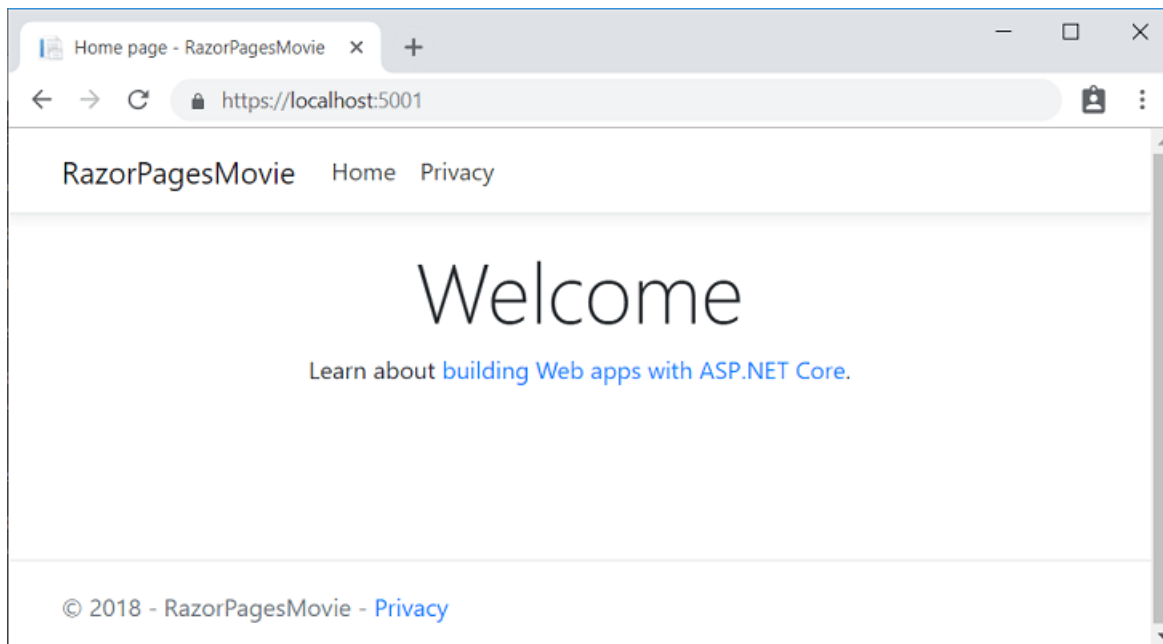 Home page - RazorPagesMovie
https://localhost:5001
RazorPagesMovie Home Privacy
Welcome
Learn about building Web apps with ASP.NET Core.
© 2018 - RazorPagesMovie - Privacy